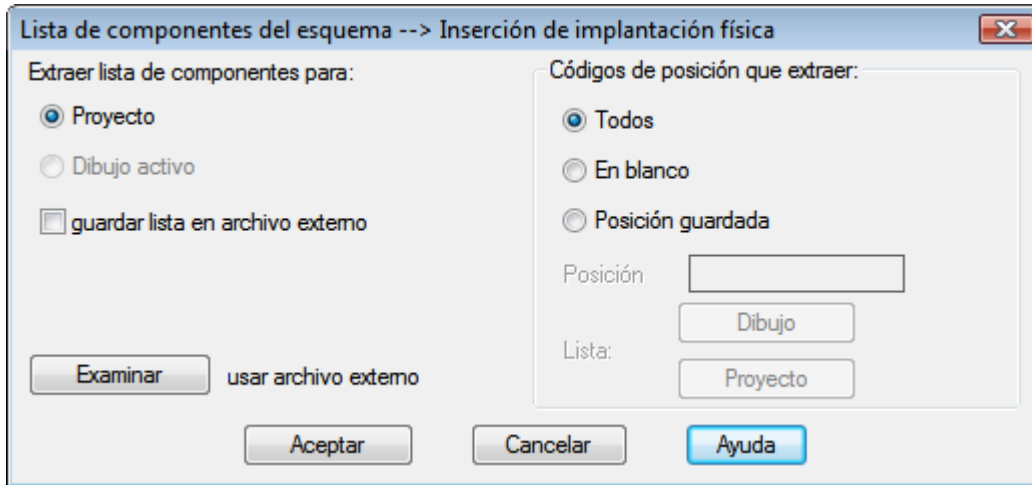 Lista de componentes del esquema --> Inserción de implantación física
Extraer lista de componentes para:
Proyecto
Dibujo activo
guardar lista en archivo externo
Examinar usar archivo externo
Códigos de posición que extraer:
Todos
En blanco
Posición guardada
Posición
Dibujo
Lista:
Proyecto
Aceptar Cancelar Ayuda